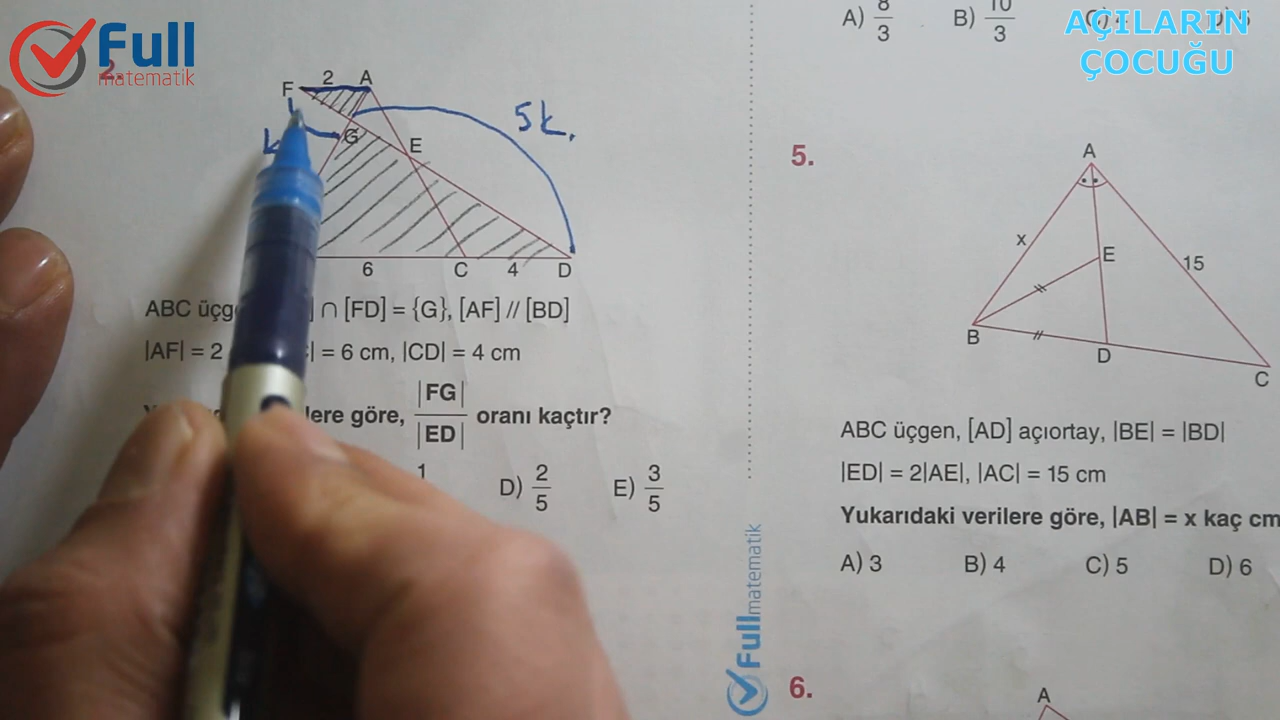 Full
matematik
AÇILARIN
ÇOCUĞU
2.
F 2 A
G E
k
5k.
6 C 4 D
ABC üçg ] ∩ [FD] = {G}, [AF] // [BD]
|AF| = 2 | = 6 cm, |CD| = 4 cm
lere göre, |FG| / |ED| oranı kaçtır?
1 D) 2/5 E) 3/5
A) 8/3 B) 10/3
5.
A
x E 15
B D C
ABC üçgen, [AD] açıortay, |BE| = |BD|
|ED| = 2|AE|, |AC| = 15 cm
Yukarıdaki verilere göre, |AB| = x kaç cm
A) 3 B) 4 C) 5 D) 6
Fullmatematik
6.
A